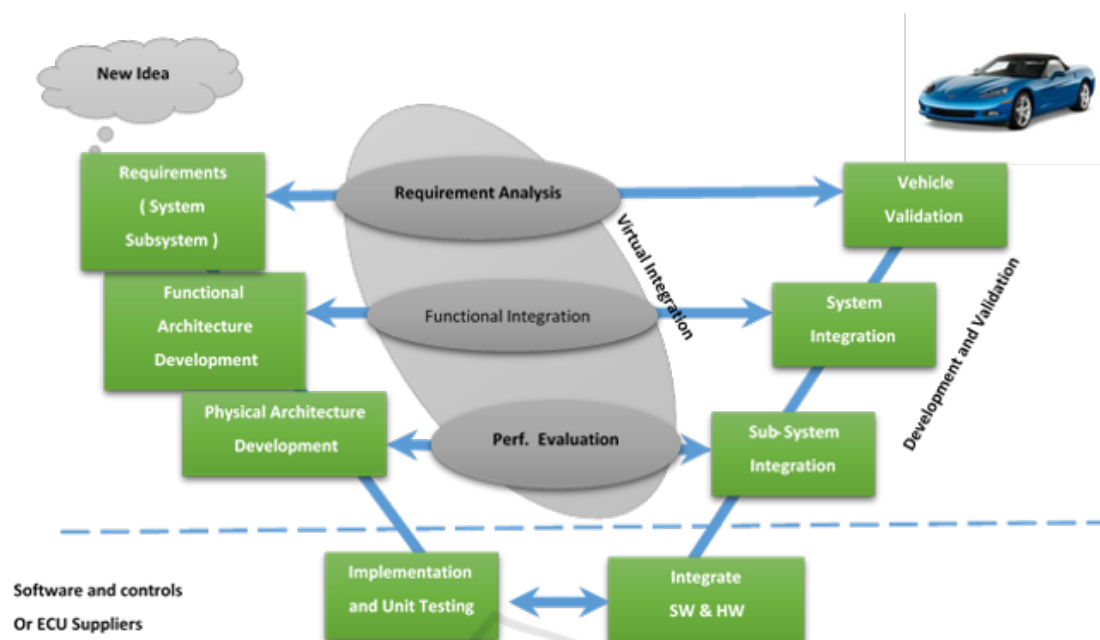 New Idea
Requirements
( System
Subsystem )
Requirement Analysis
Vehicle
Validation
Virtual Integration
Functional
Architecture
Development
Functional Integration
System
Integration
Development and Validation
Physical Architecture
Development
Perf. Evaluation
Sub-System
Integration
Implementation
and Unit Testing
Integrate
SW & HW
Software and controls
Or ECU Suppliers